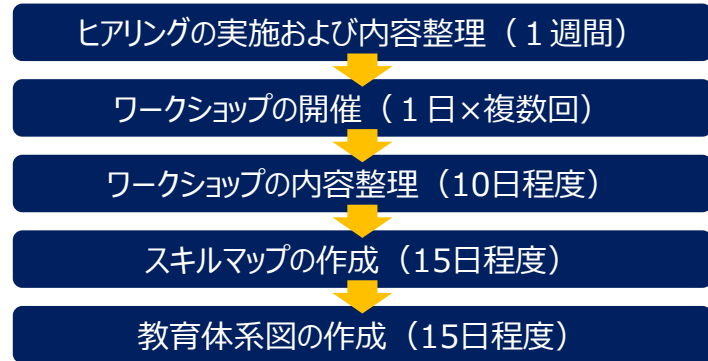 ヒアリングの実施および内容整理（１週間）
ワークショップの開催（１日×複数回）
ワークショップの内容整理（10日程度）
スキルマップの作成（15日程度）
教育体系図の作成（15日程度）